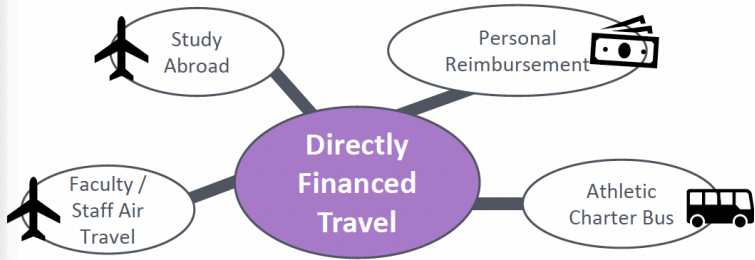 Study
Abroad
Personal
Reimbursement
Directly
Financed
Travel
Faculty /
Staff Air
Travel
Athletic
Charter Bus